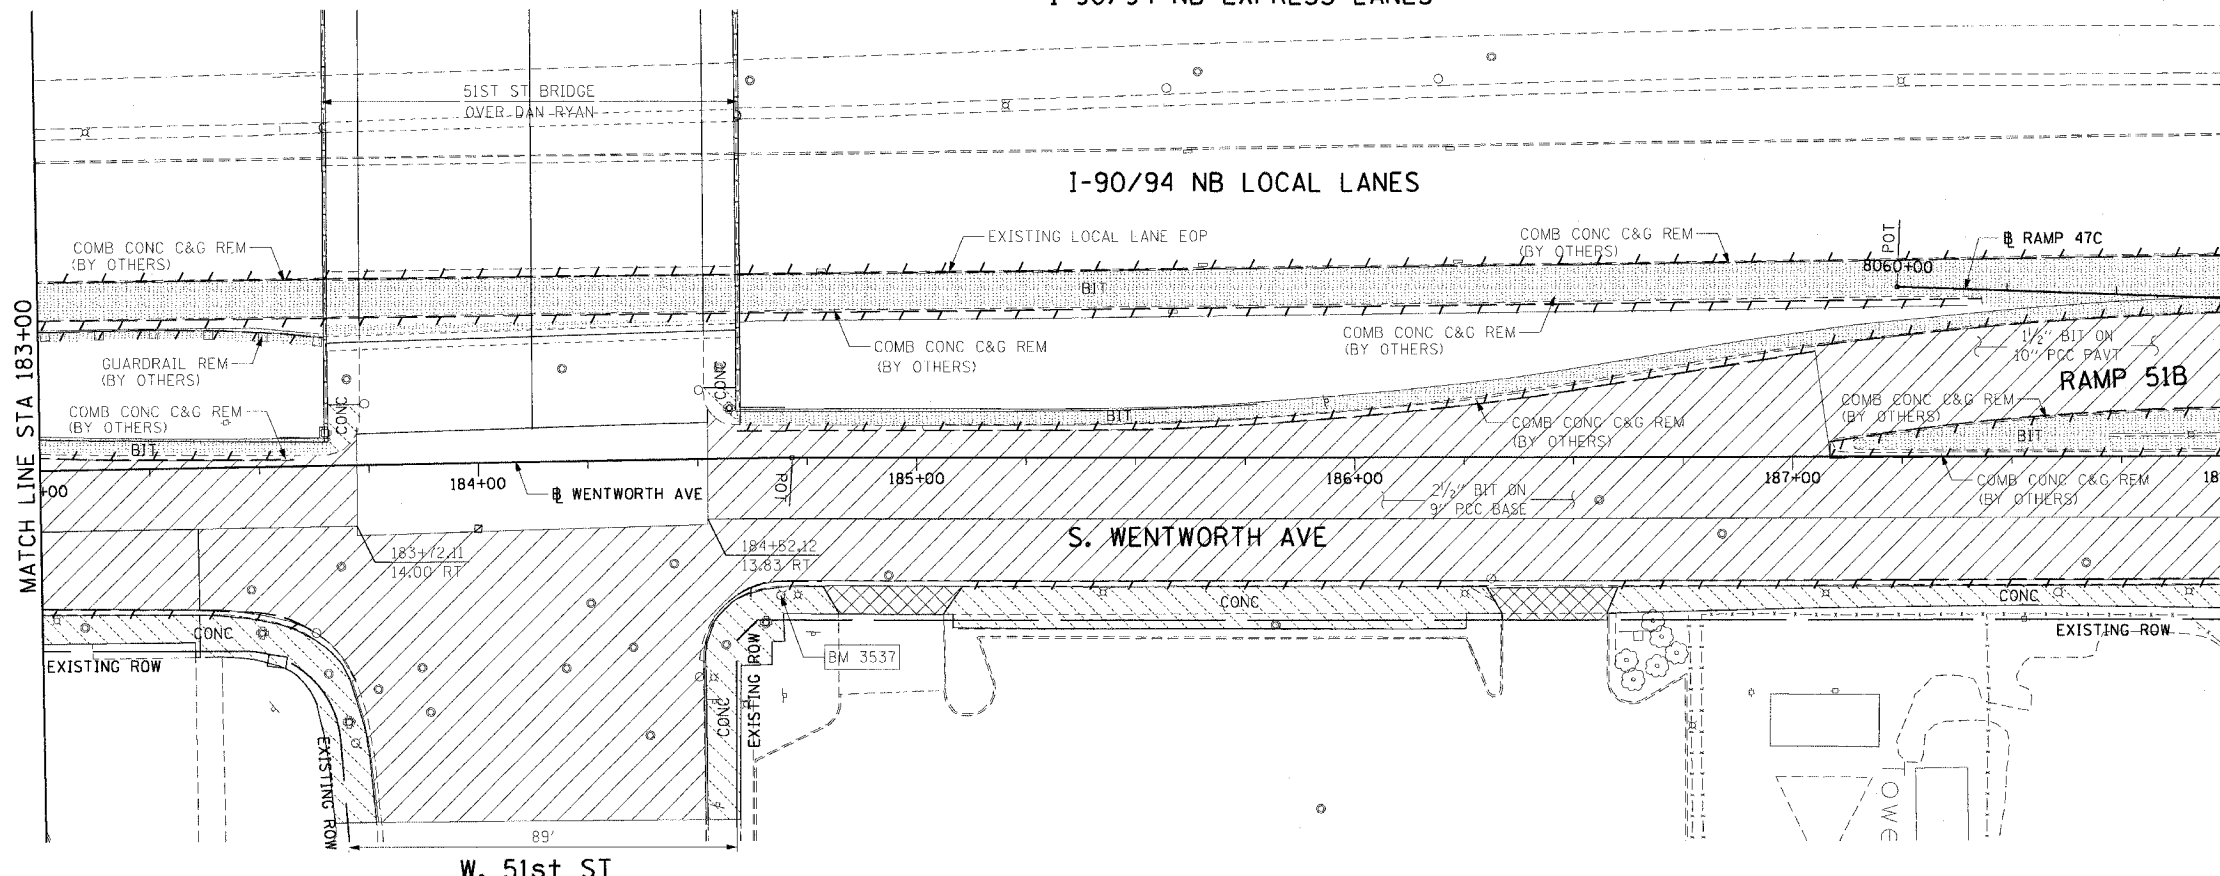 I-90/94 NB EXPRESS LANES
51ST ST BRIDGE
OVER DAN RYAN
I-90/94 NB LOCAL LANES
COMB CONC C&G REM
(BY OTHERS)
EXISTING LOCAL LANE EOP
COMB CONC C&G REM
(BY OTHERS)
POT
8060+00
℄ RAMP 47C
BIT
MATCH LINE STA 183+00
GUARDRAIL REM
(BY OTHERS)
COMB CONC C&G REM
(BY OTHERS)
COMB CONC C&G REM
(BY OTHERS)
1½" BIT ON
10" PCC PAVT
RAMP 51B
COMB CONC C&G REM
(BY OTHERS)
CONC
CONC
BIT
BIT
COMB CONC C&G REM
(BY OTHERS)
COMB CONC C&G REM
(BY OTHERS)
BIT
+00
184+00
℄ WENTWORTH AVE
POT
185+00
186+00
187+00
18
2½" BIT ON
9" PCC BASE
COMB CONC C&G REM
(BY OTHERS)
S. WENTWORTH AVE
183+72.11
14.00 RT
184+52.12
13.83 RT
CONC
CONC
CONC
EXISTING ROW
BM 3537
EXISTING ROW
EXISTING ROW
CONC
EXISTING ROW
TOWE
89'
W. 51st ST